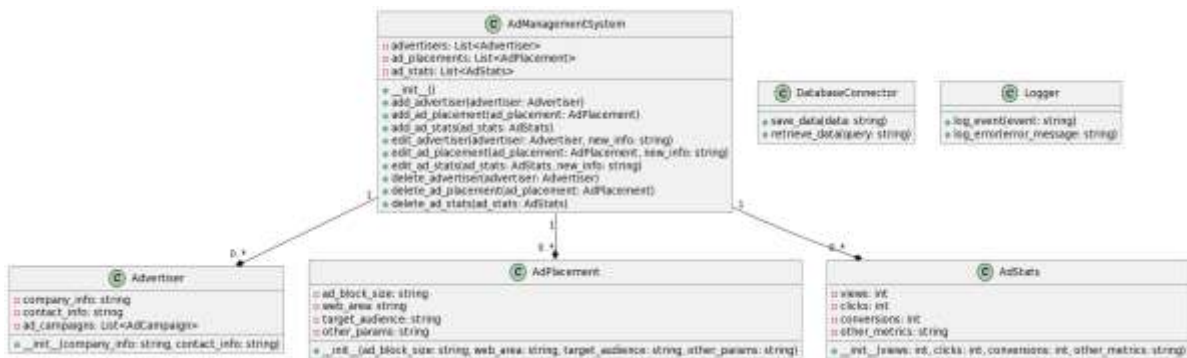 C AdManagementSystem
advertisers: List<Advertiser>
ad_placements: List<AdPlacement>
ad_stats: List<AdStats>
__init__()
add_advertiser(advertiser: Advertiser)
add_ad_placement(ad_placement: AdPlacement)
add_ad_stats(ad_stats: AdStats)
edit_advertiser(advertiser: Advertiser, new_info: string)
edit_ad_placement(ad_placement: AdPlacement, new_info: string)
edit_ad_stats(ad_stats: AdStats, new_info: string)
delete_advertiser(advertiser: Advertiser)
delete_ad_placement(ad_placement: AdPlacement)
delete_ad_stats(ad_stats: AdStats)
C DatabaseConnector
save_data(data: string)
retrieve_data(query: string)
C Logger
log_event(event: string)
log_error(error_message: string)
1
1
1
0..*
0..*
0..*
C Advertiser
company_info: string
contact_info: string
ad_campaigns: List<AdCampaign>
__init__(company_info: string, contact_info: string)
C AdPlacement
ad_block_size: string
web_area: string
target_audience: string
other_params: string
__init__(ad_block_size: string, web_area: string, target_audience: string, other_params: string)
C AdStats
views: int
clicks: int
conversions: int
other_metrics: string
__init__(views: int, clicks: int, conversions: int, other_metrics: string)